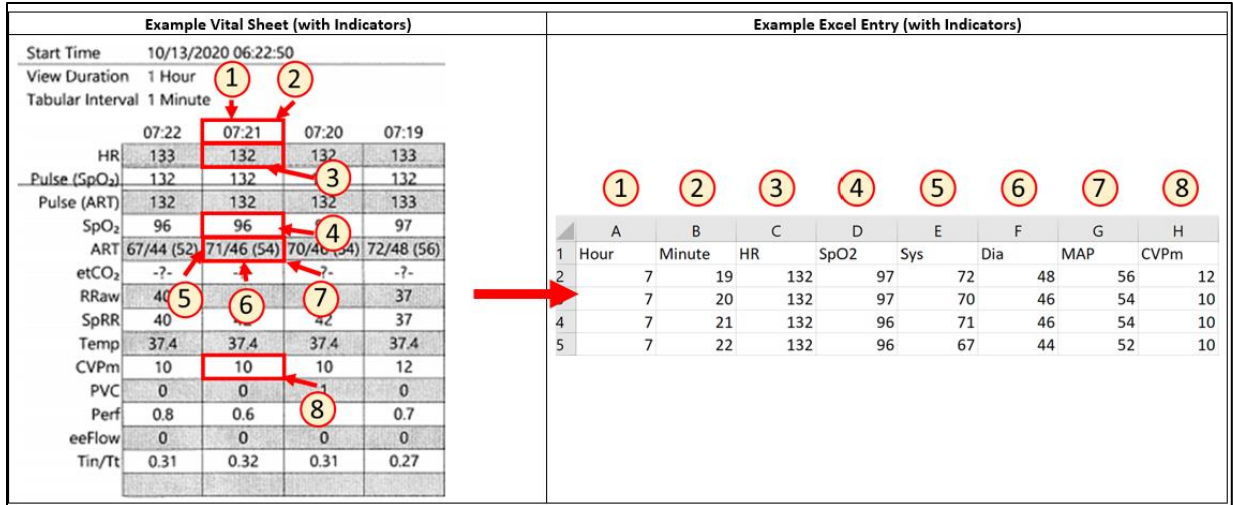 Example Vital Sheet (with Indicators)
Start Time 10/13/2020 06:22:50
View Duration 1 Hour
Tabular Interval 1 Minute
1 2
07:22 07:21 07:20 07:19
HR 133 132 132 133
Pulse (SpO₂) 132 132 3 132
Pulse (ART) 132 132 132 133
SpO₂ 96 96 4 97
ART 67/44 (52) 71/46 (54) 70/46 (54) 72/48 (56)
etCO₂ -?- -?-
RRaw 40 5 6 7 37
SpRR 40 42 37
Temp 37.4 37.4 37.4 37.4
CVPm 10 10 10 12
PVC 0 0 1 0
Perf 0.8 0.6 8 0.7
eeFlow 0 0 0 0
Tin/Tt 0.31 0.32 0.31 0.27
Example Excel Entry (with Indicators)
1 2 3 4 5 6 7 8
A B C D E F G H
1 Hour Minute HR SpO2 Sys Dia MAP CVPm
2 7 19 132 97 72 48 56 12
7 20 132 97 70 46 54 10
4 7 21 132 96 71 46 54 10
5 7 22 132 96 67 44 52 10